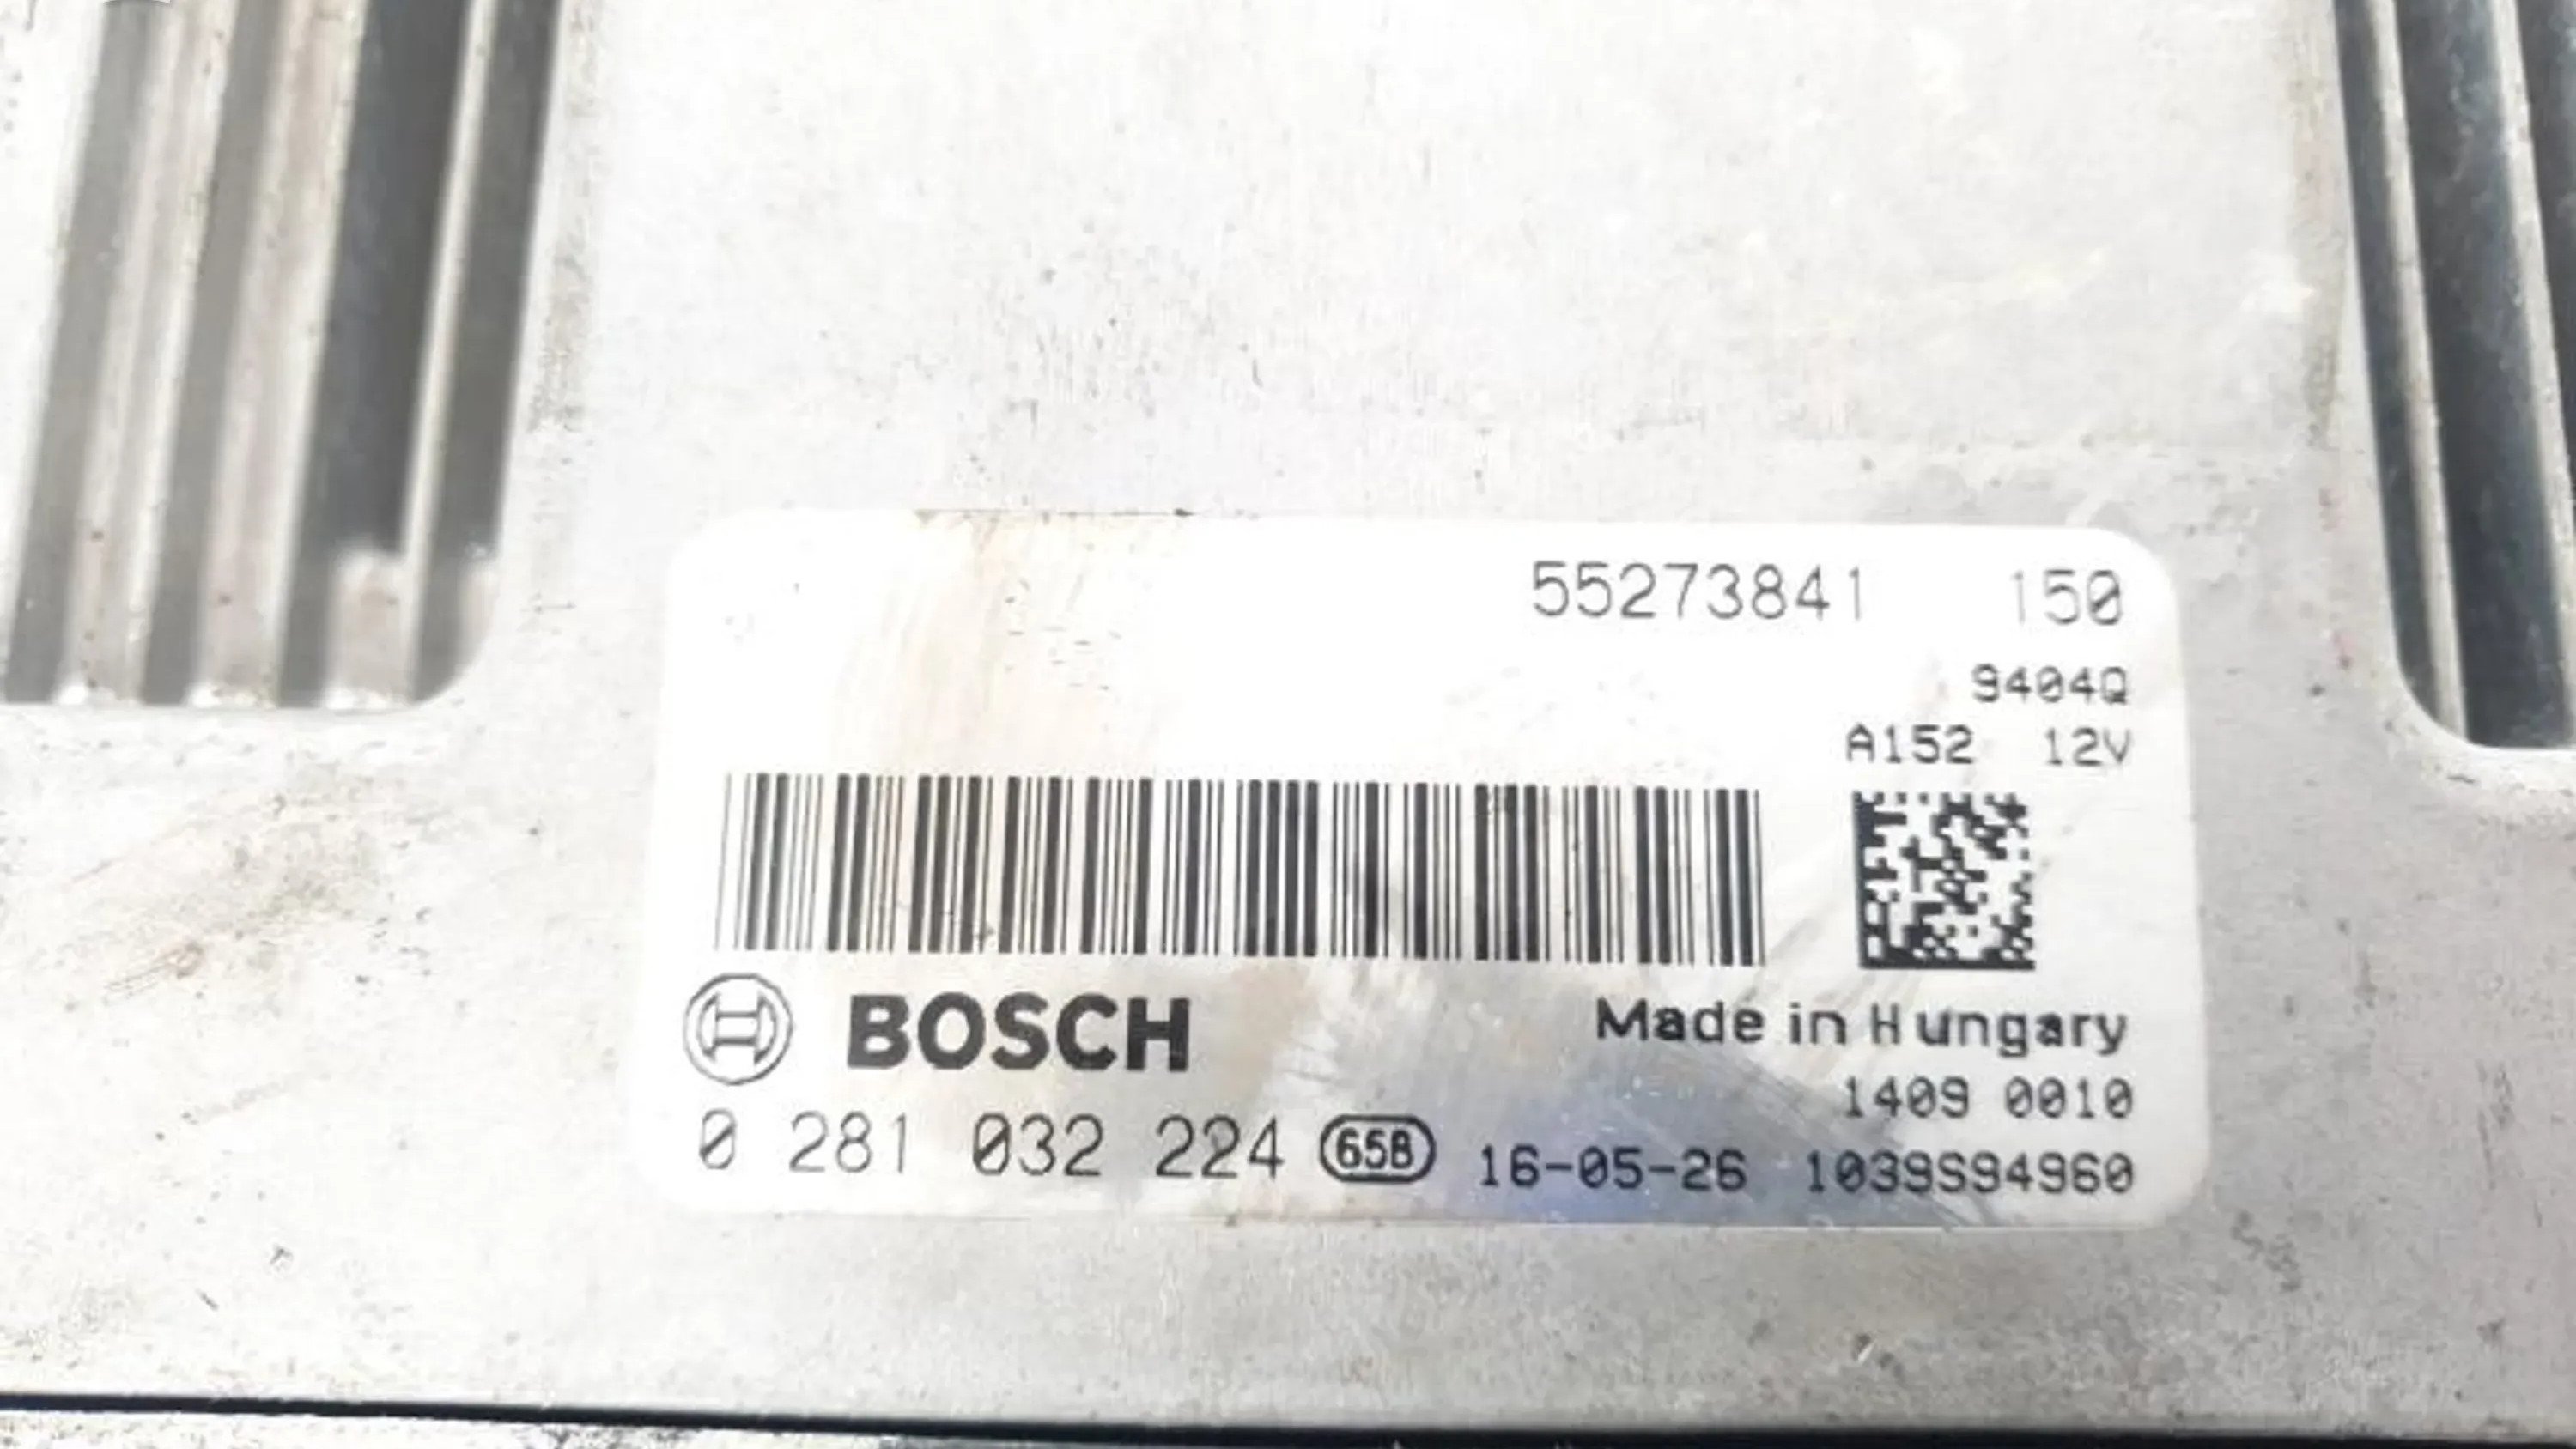 55273841 150
9404Q
A152 12V
BOSCH
Made in Hungary
1409 0010
0 281 032 224 65B 16-05-26 1039S94960